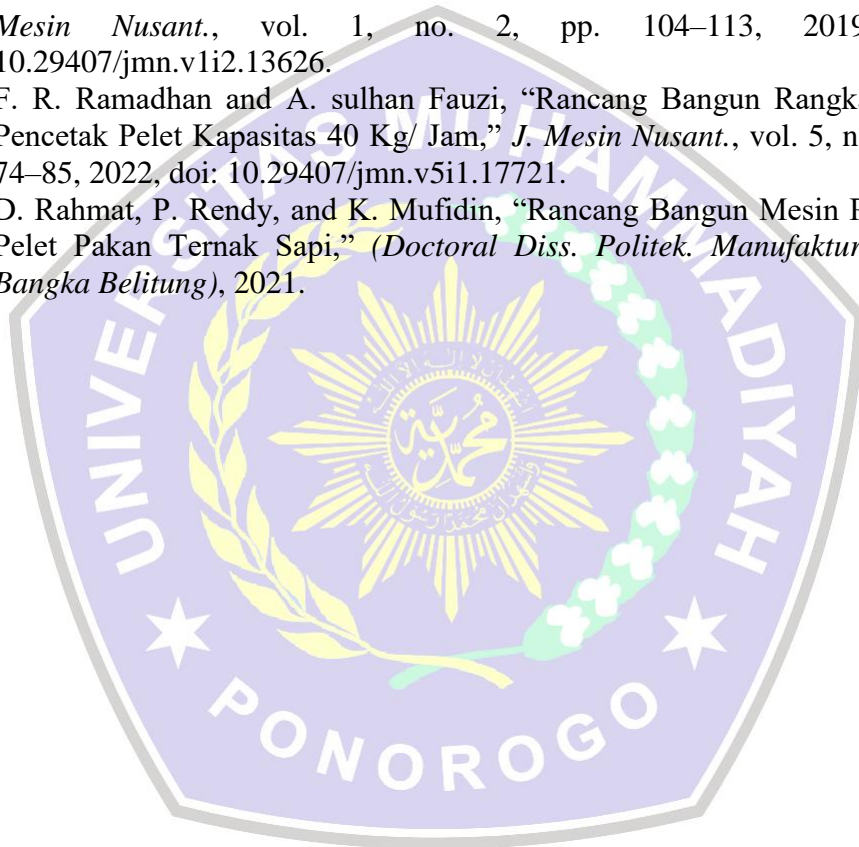 Mesin Nusant., vol. 1, no. 2, pp. 104–113, 2019
10.29407/jmn.v1i2.13626.
F. R. Ramadhan and A. sulhan Fauzi, “Rancang Bangun Rangka
Pencetak Pelet Kapasitas 40 Kg/ Jam,” J. Mesin Nusant., vol. 5, n
74–85, 2022, doi: 10.29407/jmn.v5i1.17721.
D. Rahmat, P. Rendy, and K. Mufidin, “Rancang Bangun Mesin
Pelet Pakan Ternak Sapi,” (Doctoral Diss. Politek. Manufaktur
Bangka Belitung), 2021.
UNIVERSITAS MUHAMMADIYAH
محمدية
PONOROGO